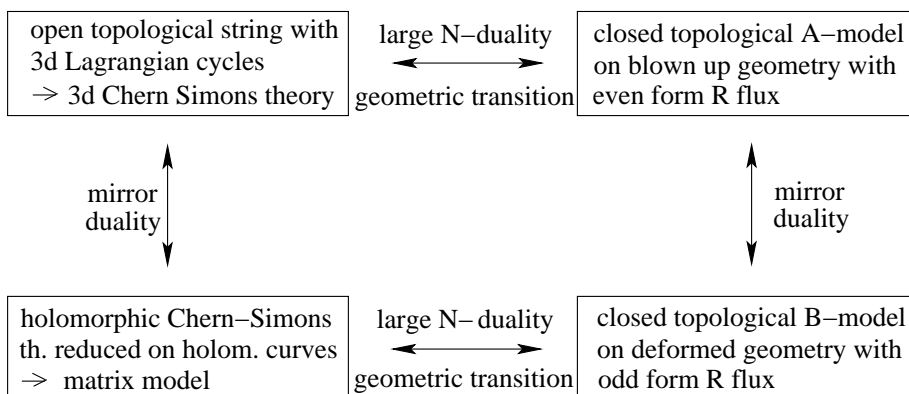 open topological string with
3d Lagrangian cycles
→ 3d Chern Simons theory
large N−duality
geometric transition
closed topological A−model
on blown up geometry with
even form R flux
mirror
duality
mirror
duality
holomorphic Chern−Simons
th. reduced on holom. curves
→ matrix model
large N− duality
geometric transition
closed topological B−model
on deformed geometry with
odd form R flux